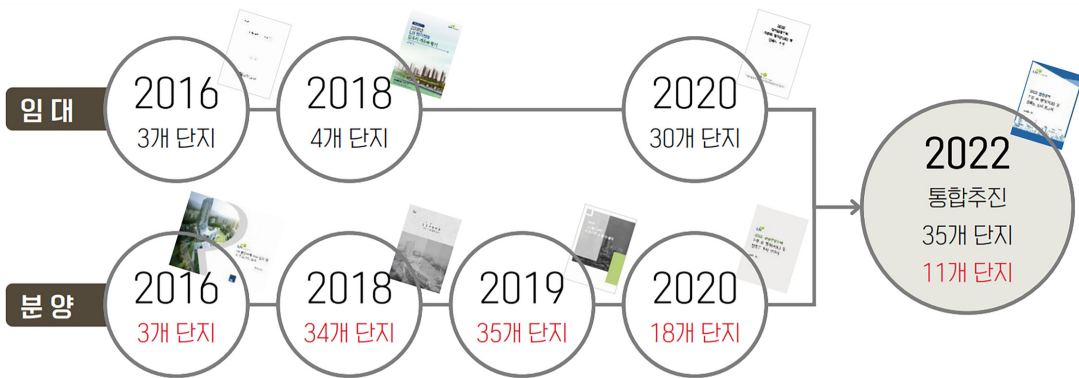 임대
2016
3개 단지
2018
4개 단지
2020
30개 단지
분양
2016
3개 단지
2018
34개 단지
2019
35개 단지
2020
18개 단지
2022
통합추진
35개 단지
11개 단지